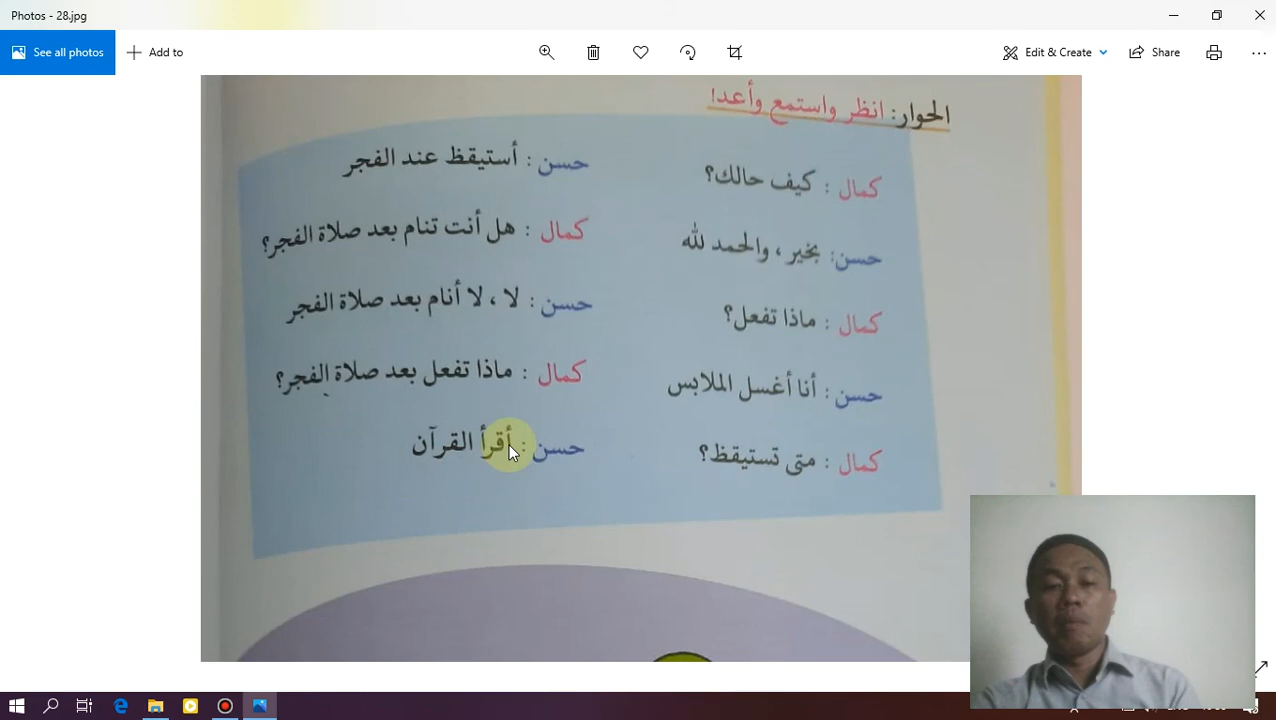 Photos - 28.jpg
See all photos
Add to
Edit & Create
Share
الحوار: انظر واستمع وأعد!
كمال : كيف حالك؟
حسن: بخير ، والحمد لله
كمال : ماذا تفعل؟
حسن : أنا أغسل الملابس
كمال : متى تستيقظ؟
حسن : أستيقظ عند الفجر
كمال : هل أنت تنام بعد صلاة الفجر؟
حسن : لا ، لا أنام بعد صلاة الفجر
كمال : ماذا تفعل بعد صلاة الفجر؟
حسن : أقرأ القرآن